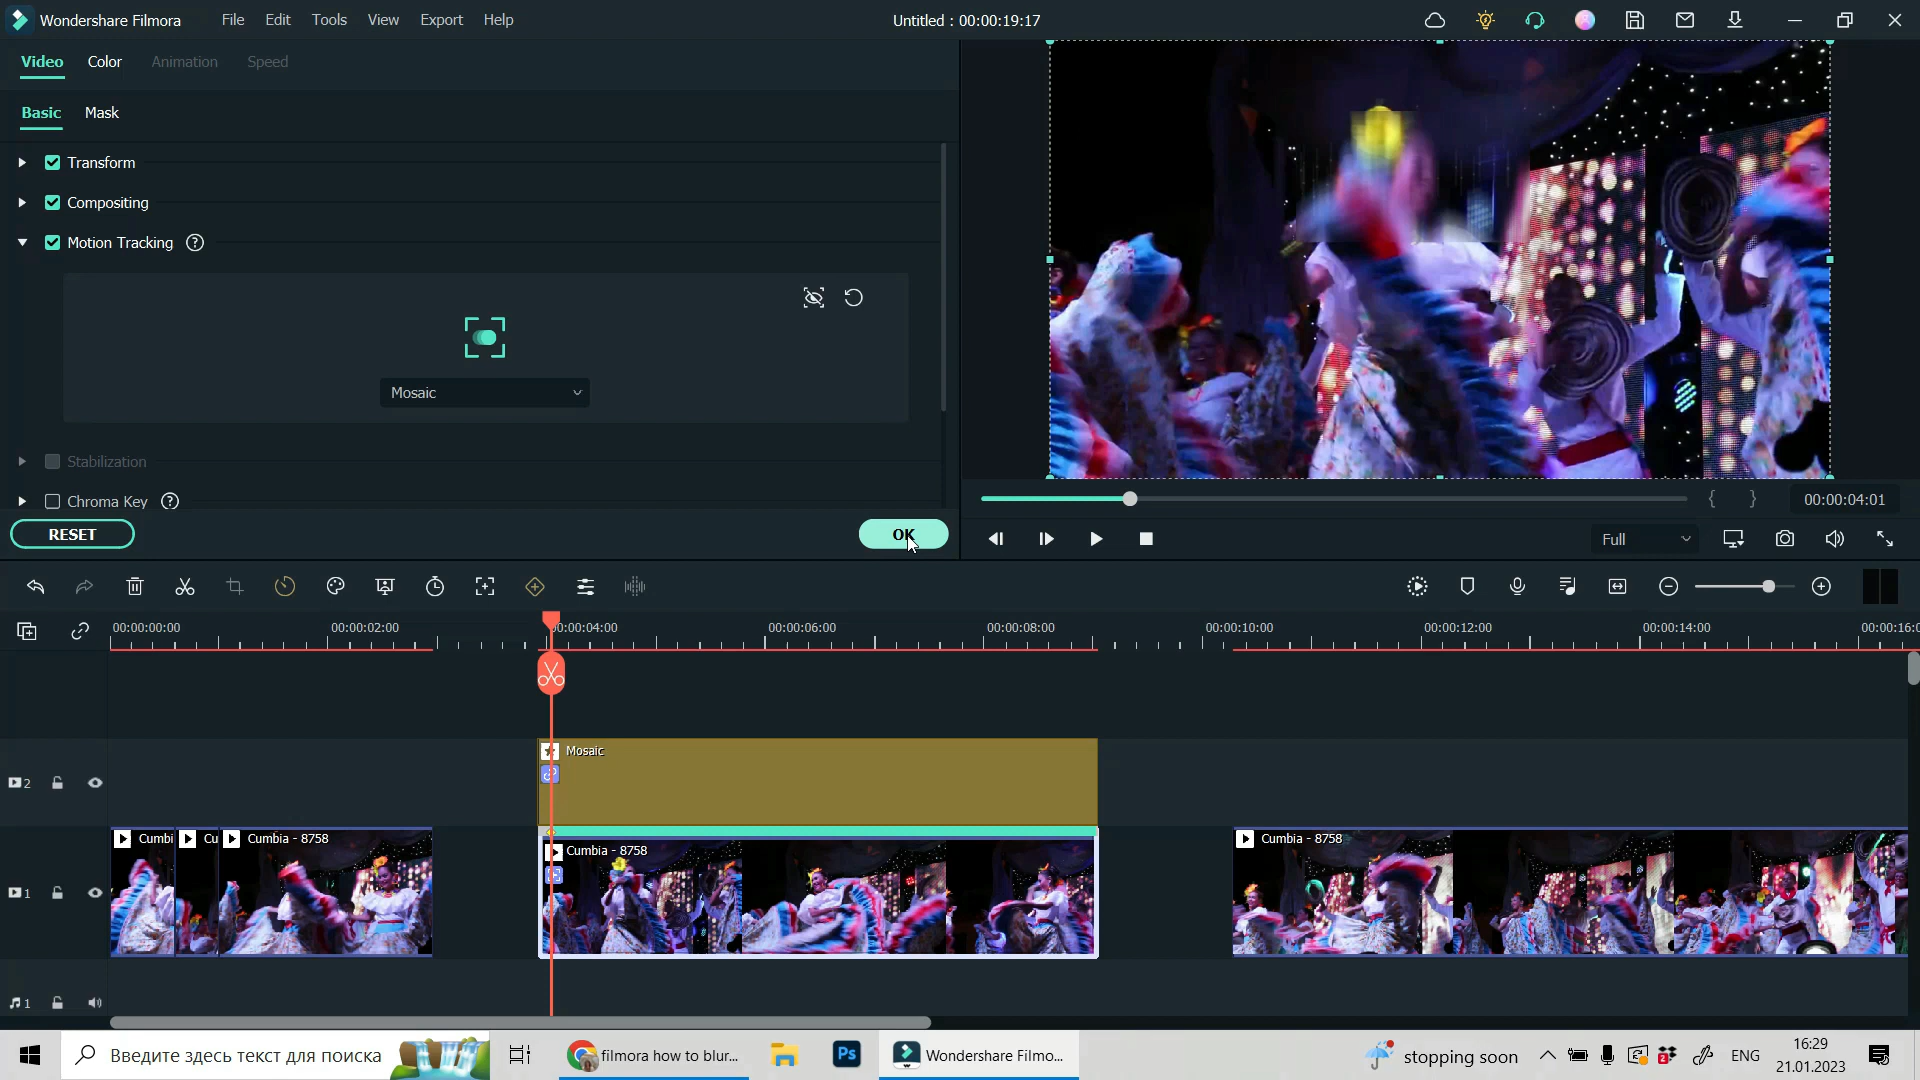 Wondershare Filmora File Edit Tools View Export Help Untitled : 00:00:19:17
Video Color Animation Speed
Basic Mask
Transform
Compositing
Motion Tracking ?
Mosaic
Stabilization
Chroma Key ?
RESET OK
{ } 00:00:04:01
Full
00:00:00:00 00:00:02:00 00:00:04:00 00:00:06:00 00:00:08:00 00:00:10:00 00:00:12:00 00:00:14:00 00:00:16:0
Mosaic
2
Cumbi Cu Cumbia - 8758 Cumbia - 8758 Cumbia - 8758
1
1
Введите здесь текст для поиска filmora how to blur... Ps Wondershare Filmo... stopping soon 2 ENG 16:29
21.01.2023